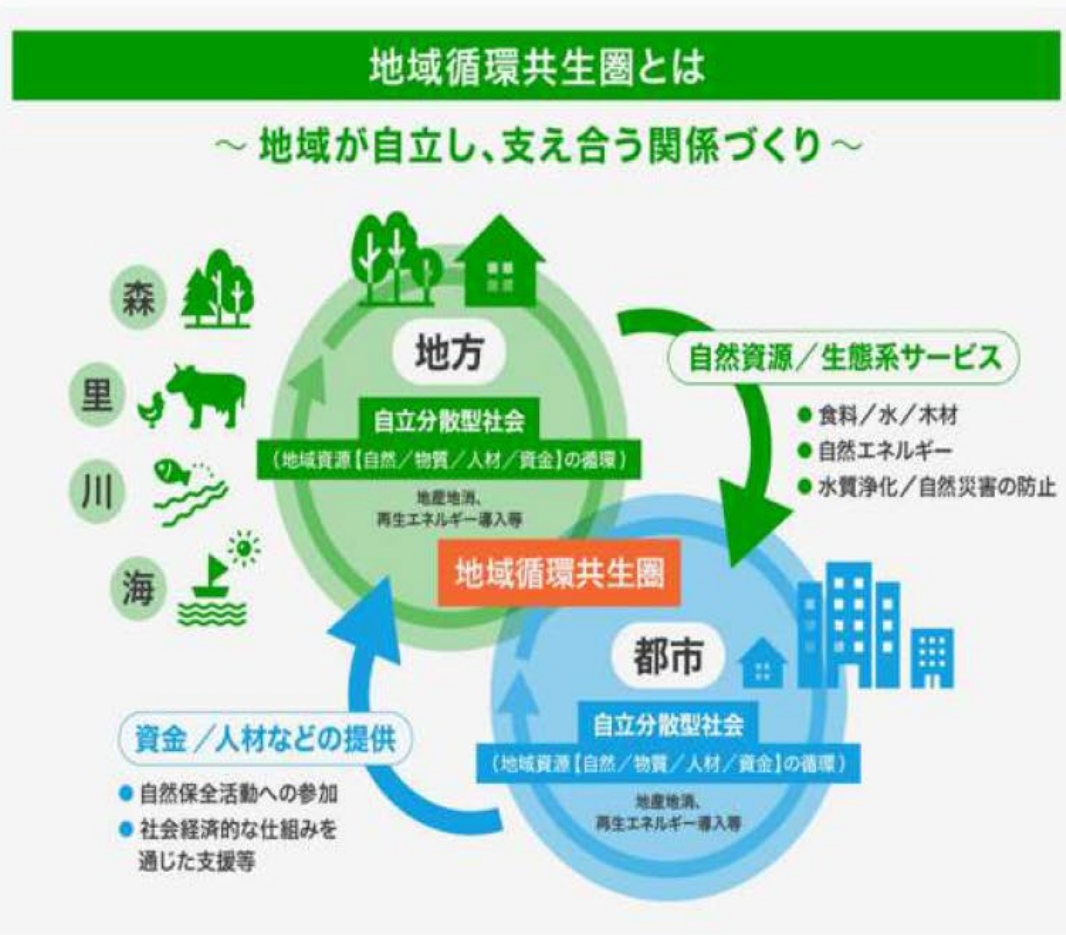 地域循環共生圏とは
〜 地域が自立し、支え合う関係づくり 〜
森
里
川
海
地方
自立分散型社会
(地域資源【自然/物質/人材/資金】の循環)
地産地消、
再生エネルギー導入等
自然資源/生態系サービス
● 食料/水/木材
● 自然エネルギー
● 水質浄化/自然災害の防止
地域循環共生圏
都市
自立分散型社会
(地域資源【自然/物質/人材/資金】の循環)
地産地消、
再生エネルギー導入等
資金/人材などの提供
● 自然保全活動への参加
● 社会経済的な仕組みを
通じた支援等